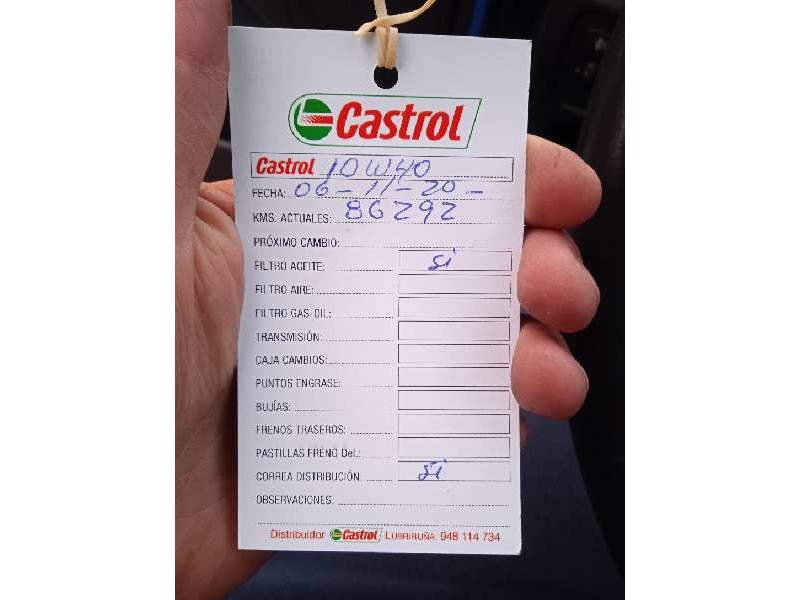 Castrol
Castrol 10W40
FECHA: 06-11-20-
KMS. ACTUALES: 86292
PRÓXIMO CAMBIO:
FILTRO ACEITE: si
FILTRO AIRE:
FILTRO GAS-OIL:
TRANSMISIÓN:
CAJA CAMBIOS:
PUNTOS ENGRASE:
BUJÍAS:
FRENOS TRASEROS:
PASTILLAS FRENO Del.:
CORREA DISTRIBUCIÓN: si
OBSERVACIONES:
Distribuidor Castrol LUBRIRUÑA. 948 114 734